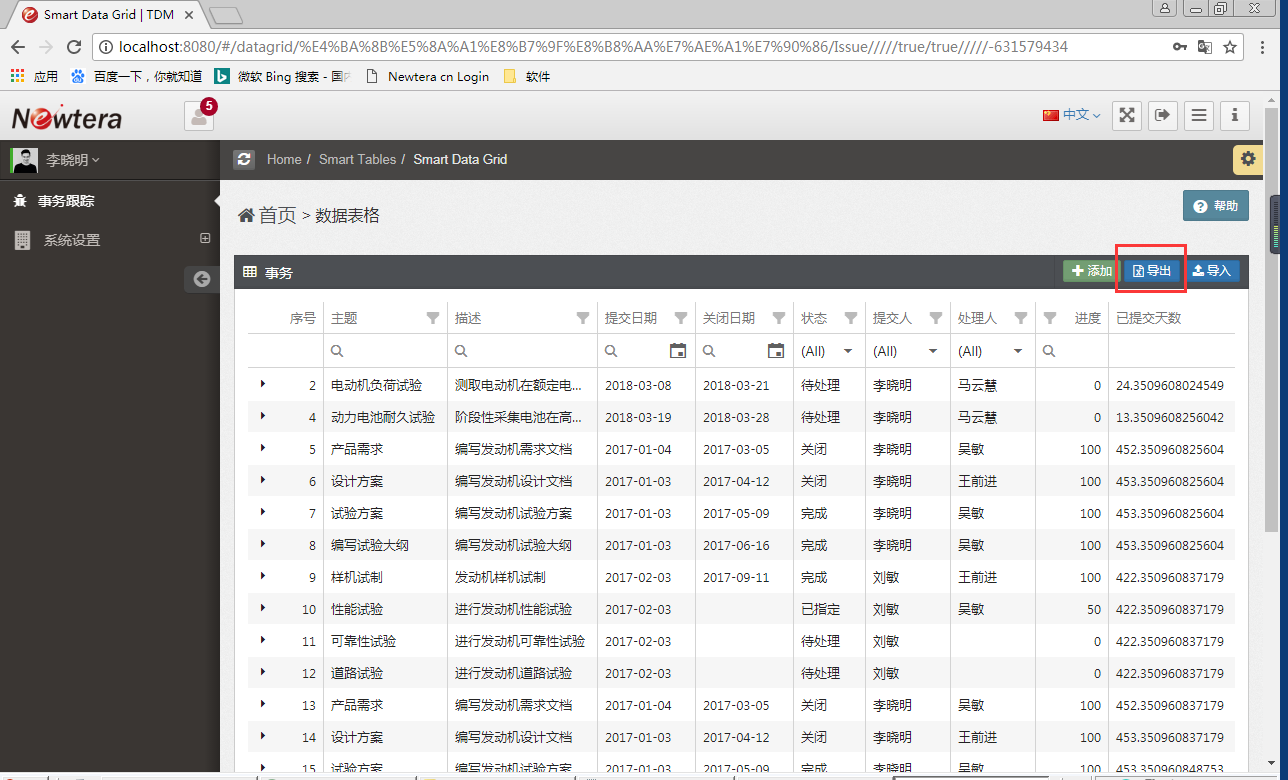 Smart Data Grid | TDM
localhost:8080/#/datagrid/%E4%BA%8B%E5%8A%A1%E8%B7%9F%E8%B8%AA%E7%AE%A1%E7%90%86/Issue/////true/true/////-631579434
应用 百度一下，你就知道 微软 Bing 搜索 - 国 Newtera cn Login 软件
Newtera 5 中文
李晓明 Home / Smart Tables / Smart Data Grid
事务跟踪
首页 > 数据表格 帮助
系统设置
事务 添加 导出 导入
序号 主题 描述 提交日期 关闭日期 状态 提交人 处理人 进度 已提交天数
(All) (All) (All)
2 电动机负荷试验 测取电动机在额定电... 2018-03-08 2018-03-21 待处理 李晓明 马云慧 0 24.3509608024549
4 动力电池耐久试验 阶段性采集电池在高... 2018-03-19 2018-03-28 待处理 李晓明 马云慧 0 13.3509608256042
5 产品需求 编写发动机需求文档 2017-01-04 2017-03-05 关闭 李晓明 吴敏 100 452.350960825604
6 设计方案 编写发动机设计文档 2017-01-03 2017-04-12 关闭 李晓明 王前进 100 453.350960825604
7 试验方案 编写发动机试验方案 2017-01-03 2017-05-09 完成 李晓明 吴敏 100 453.350960825604
8 编写试验大纲 编写发动机试验大纲 2017-01-03 2017-06-16 完成 李晓明 吴敏 100 453.350960825604
9 样机试制 发动机样机试制 2017-02-03 2017-09-11 完成 刘敏 王前进 100 422.350960837179
10 性能试验 进行发动机性能试验 2017-02-03 已指定 刘敏 吴敏 50 422.350960837179
11 可靠性试验 进行发动机可靠性试验 2017-02-03 待处理 刘敏 0 422.350960837179
12 道路试验 进行发动机道路试验 2017-02-03 待处理 刘敏 0 422.350960837179
13 产品需求 编写发动机需求文档 2017-01-04 2017-03-05 关闭 李晓明 吴敏 100 452.350960837179
14 设计方案 编写发动机设计文档 2017-01-03 2017-04-12 关闭 李晓明 王前进 100 453.350960837179
15 试验方案 编写发动机试验方案 2017-01-03 2017-05-09 完成 李晓明 吴敏 100 453.350960848753